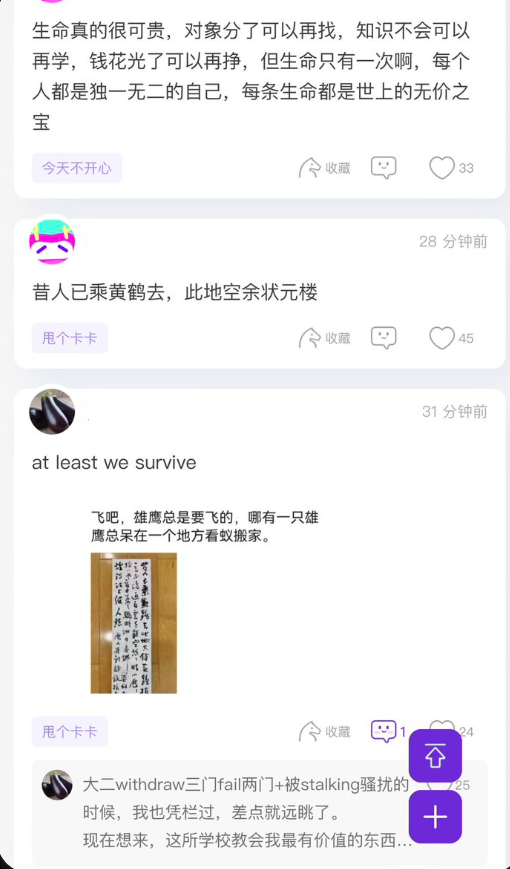 生命真的很可贵，对象分了可以再找，知识不会可以
再学，钱花光了可以再挣，但生命只有一次啊，每个
人都是独一无二的自己，每条生命都是世上的无价之
宝
今天不开心
收藏
33
28 分钟前
昔人已乘黄鹤去，此地空余状元楼
甩个卡卡
收藏
45
31 分钟前
at least we survive
飞吧，雄鹰总是要飞的，哪有一只雄
鹰总呆在一个地方看蚁搬家。
甩个卡卡
收藏
1
24
大二withdraw三门fail两门+被stalking骚扰的
25
时候，我也凭栏过，差点就远眺了。
现在想来，这所学校教会我最有价值的东西...